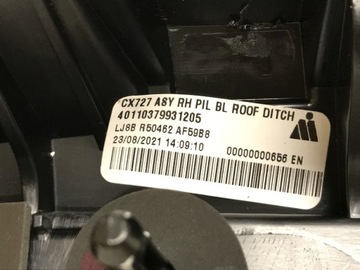 CX727 ASY RH PIL BL ROOF DITCH
40110379931205
LJ8B R50462 AF59B8
23/08/2021 14:09:10 00000000656 EN